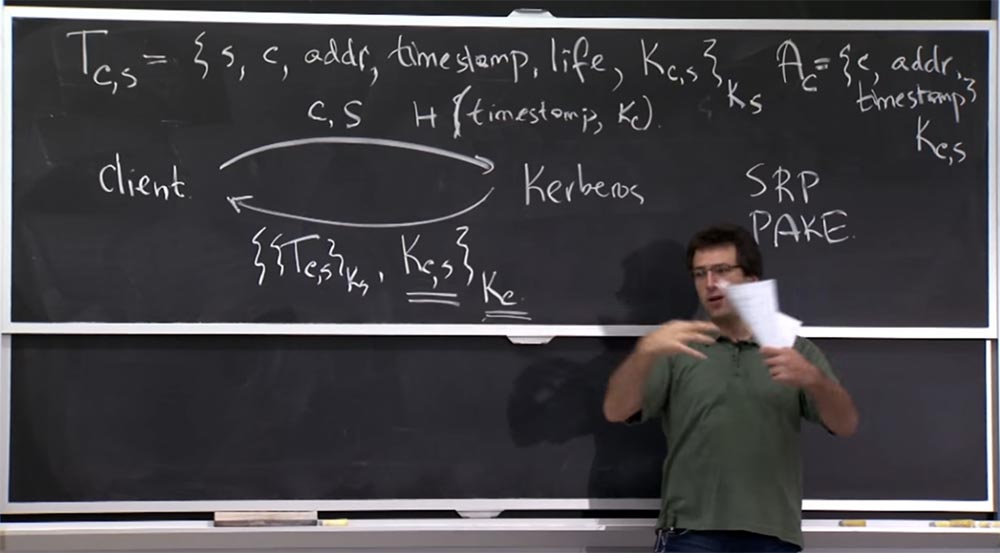 T_{c,s} = { s, c, addr, timestamp, life, K_{c,s} }_{K_s}
A_c = { c, addr,
timestamp }
K_{c,s}
c, s H (timestamp, K_c).
client. Kerberos
SRP
PAKE.
{ {T_{c,s}}_{K_s}, K_{c,s} }_{K_c}